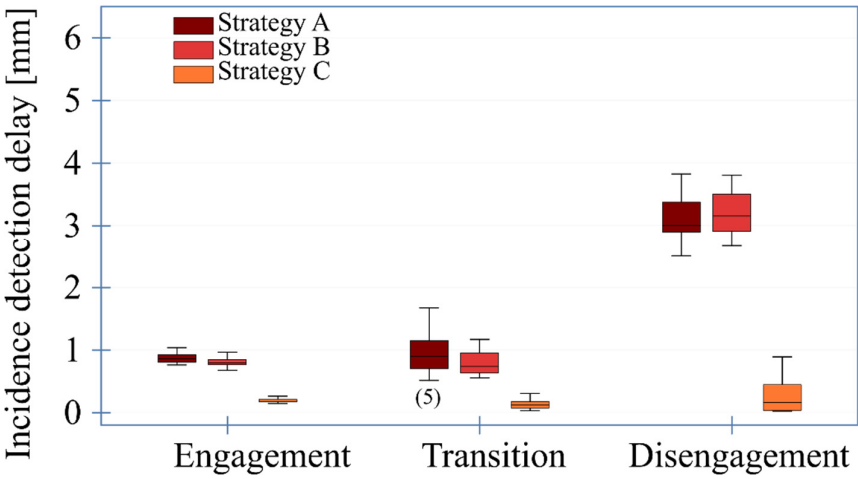 Incidence detection delay [mm]
6
5
4
3
2
1
0
Strategy A
Strategy B
Strategy C
(5)
Engagement
Transition
Disengagement